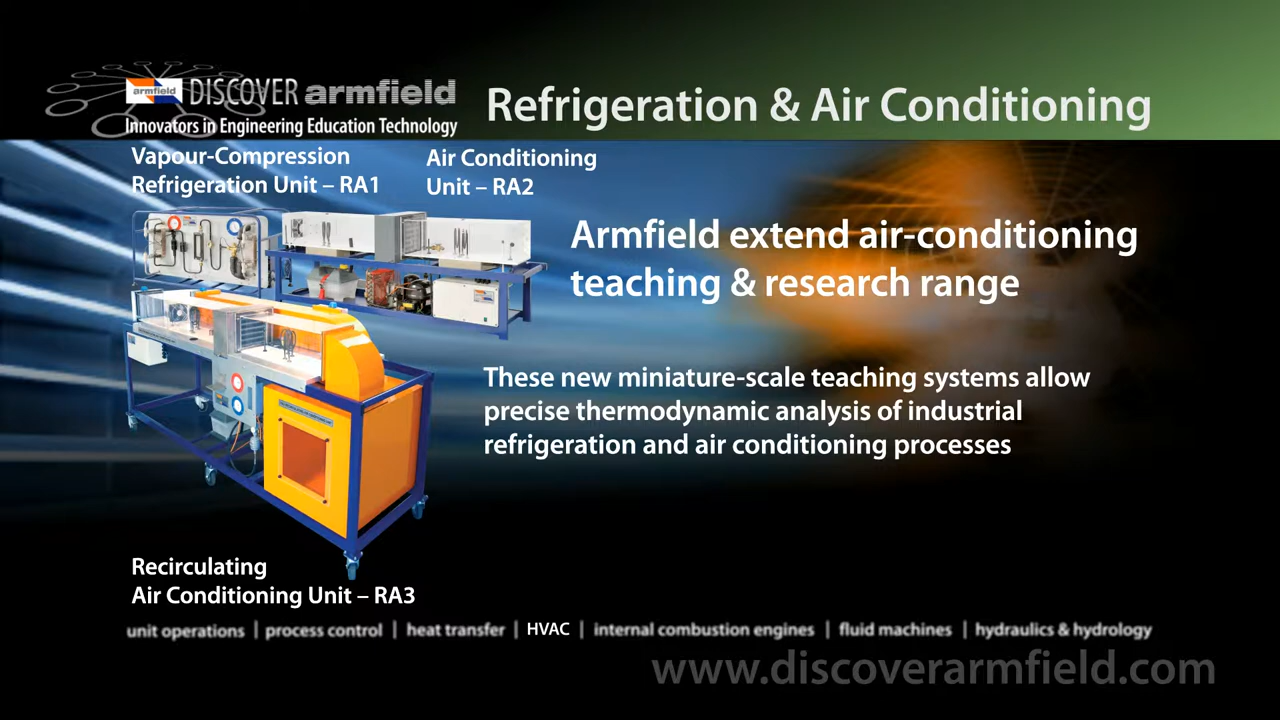 armfield DISCOVER armfield
Innovators in Engineering Education Technology
Refrigeration & Air Conditioning
Vapour-Compression
Refrigeration Unit – RA1
Air Conditioning
Unit – RA2
Armfield extend air-conditioning
teaching & research range
These new miniature-scale teaching systems allow
precise thermodynamic analysis of industrial
refrigeration and air conditioning processes
Recirculating
Air Conditioning Unit – RA3
unit operations | process control | heat transfer | HVAC | internal combustion engines | fluid machines | hydraulics & hydrology
www.discoverarmfield.com